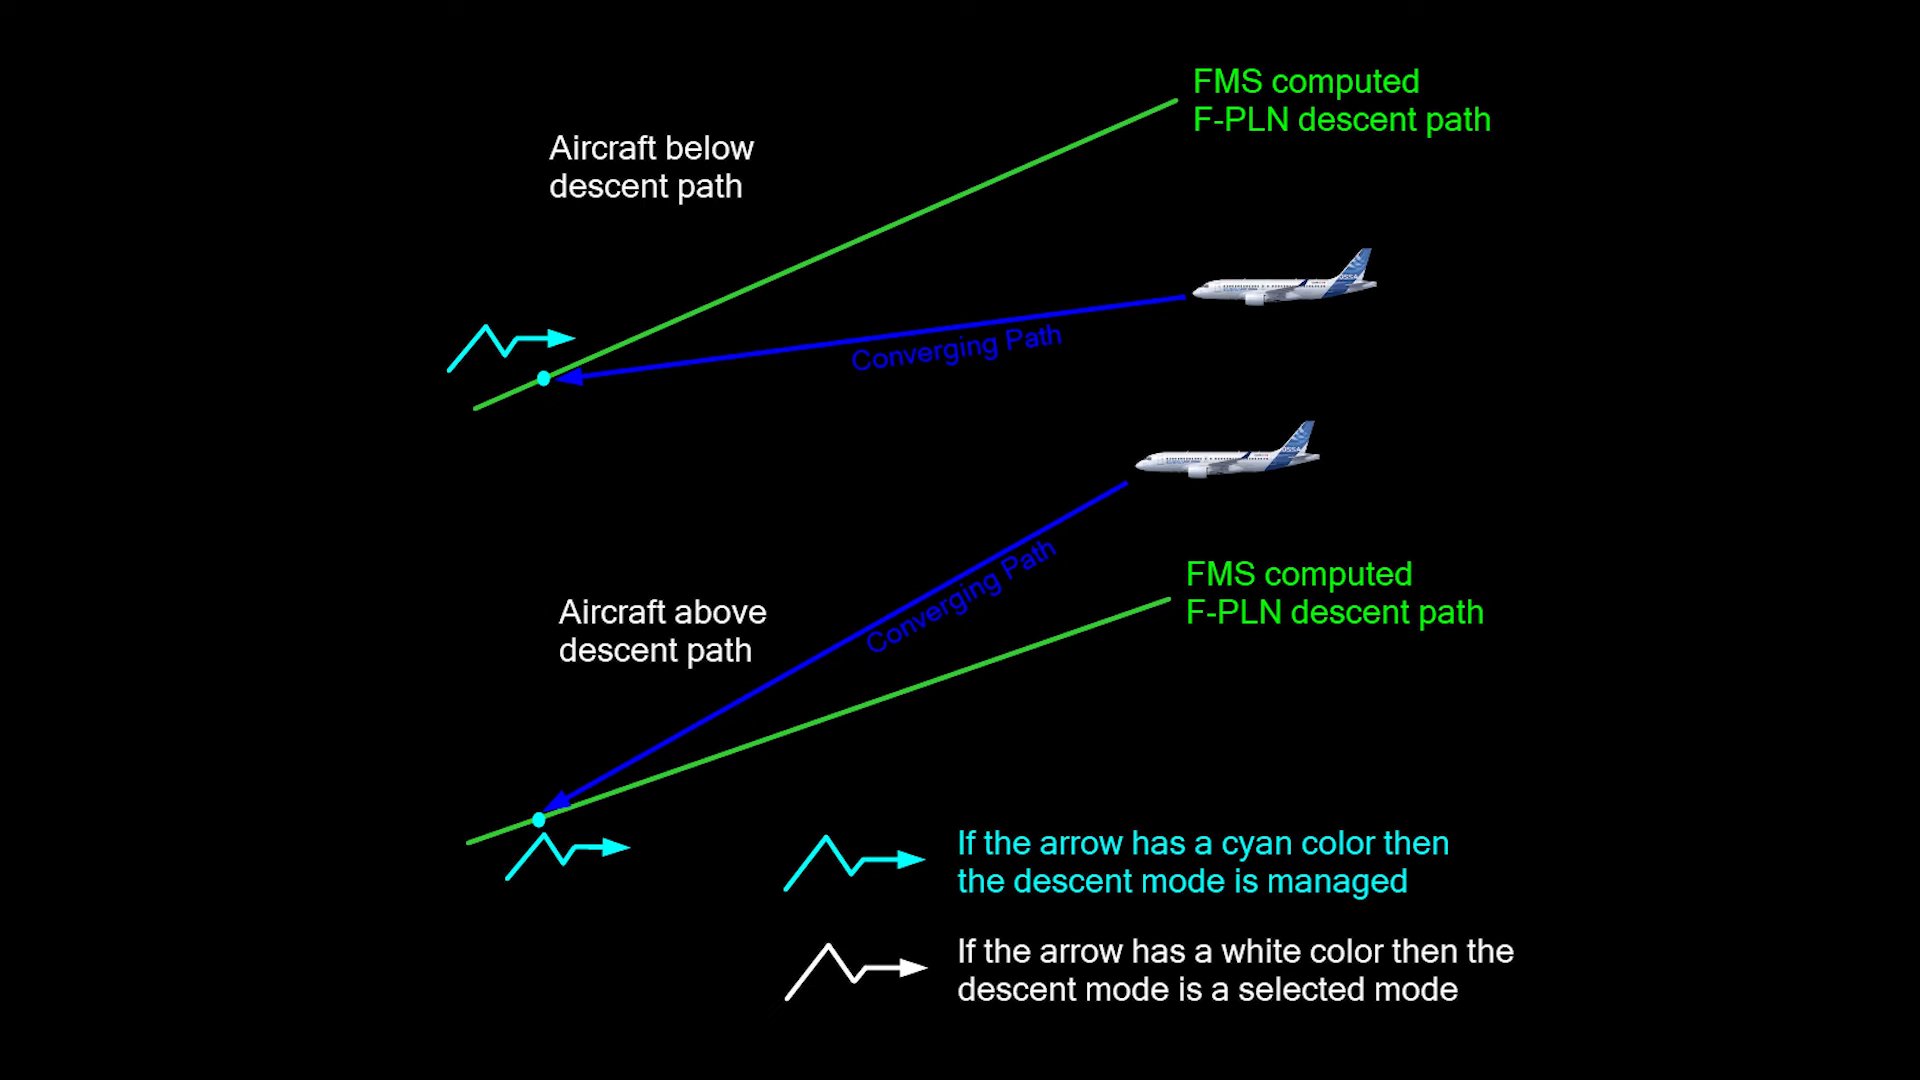 FMS computed
F-PLN descent path
Aircraft below
descent path
Converging Path
Converging Path
FMS computed
F-PLN descent path
Aircraft above
descent path
If the arrow has a cyan color then
the descent mode is managed
If the arrow has a white color then the
descent mode is a selected mode